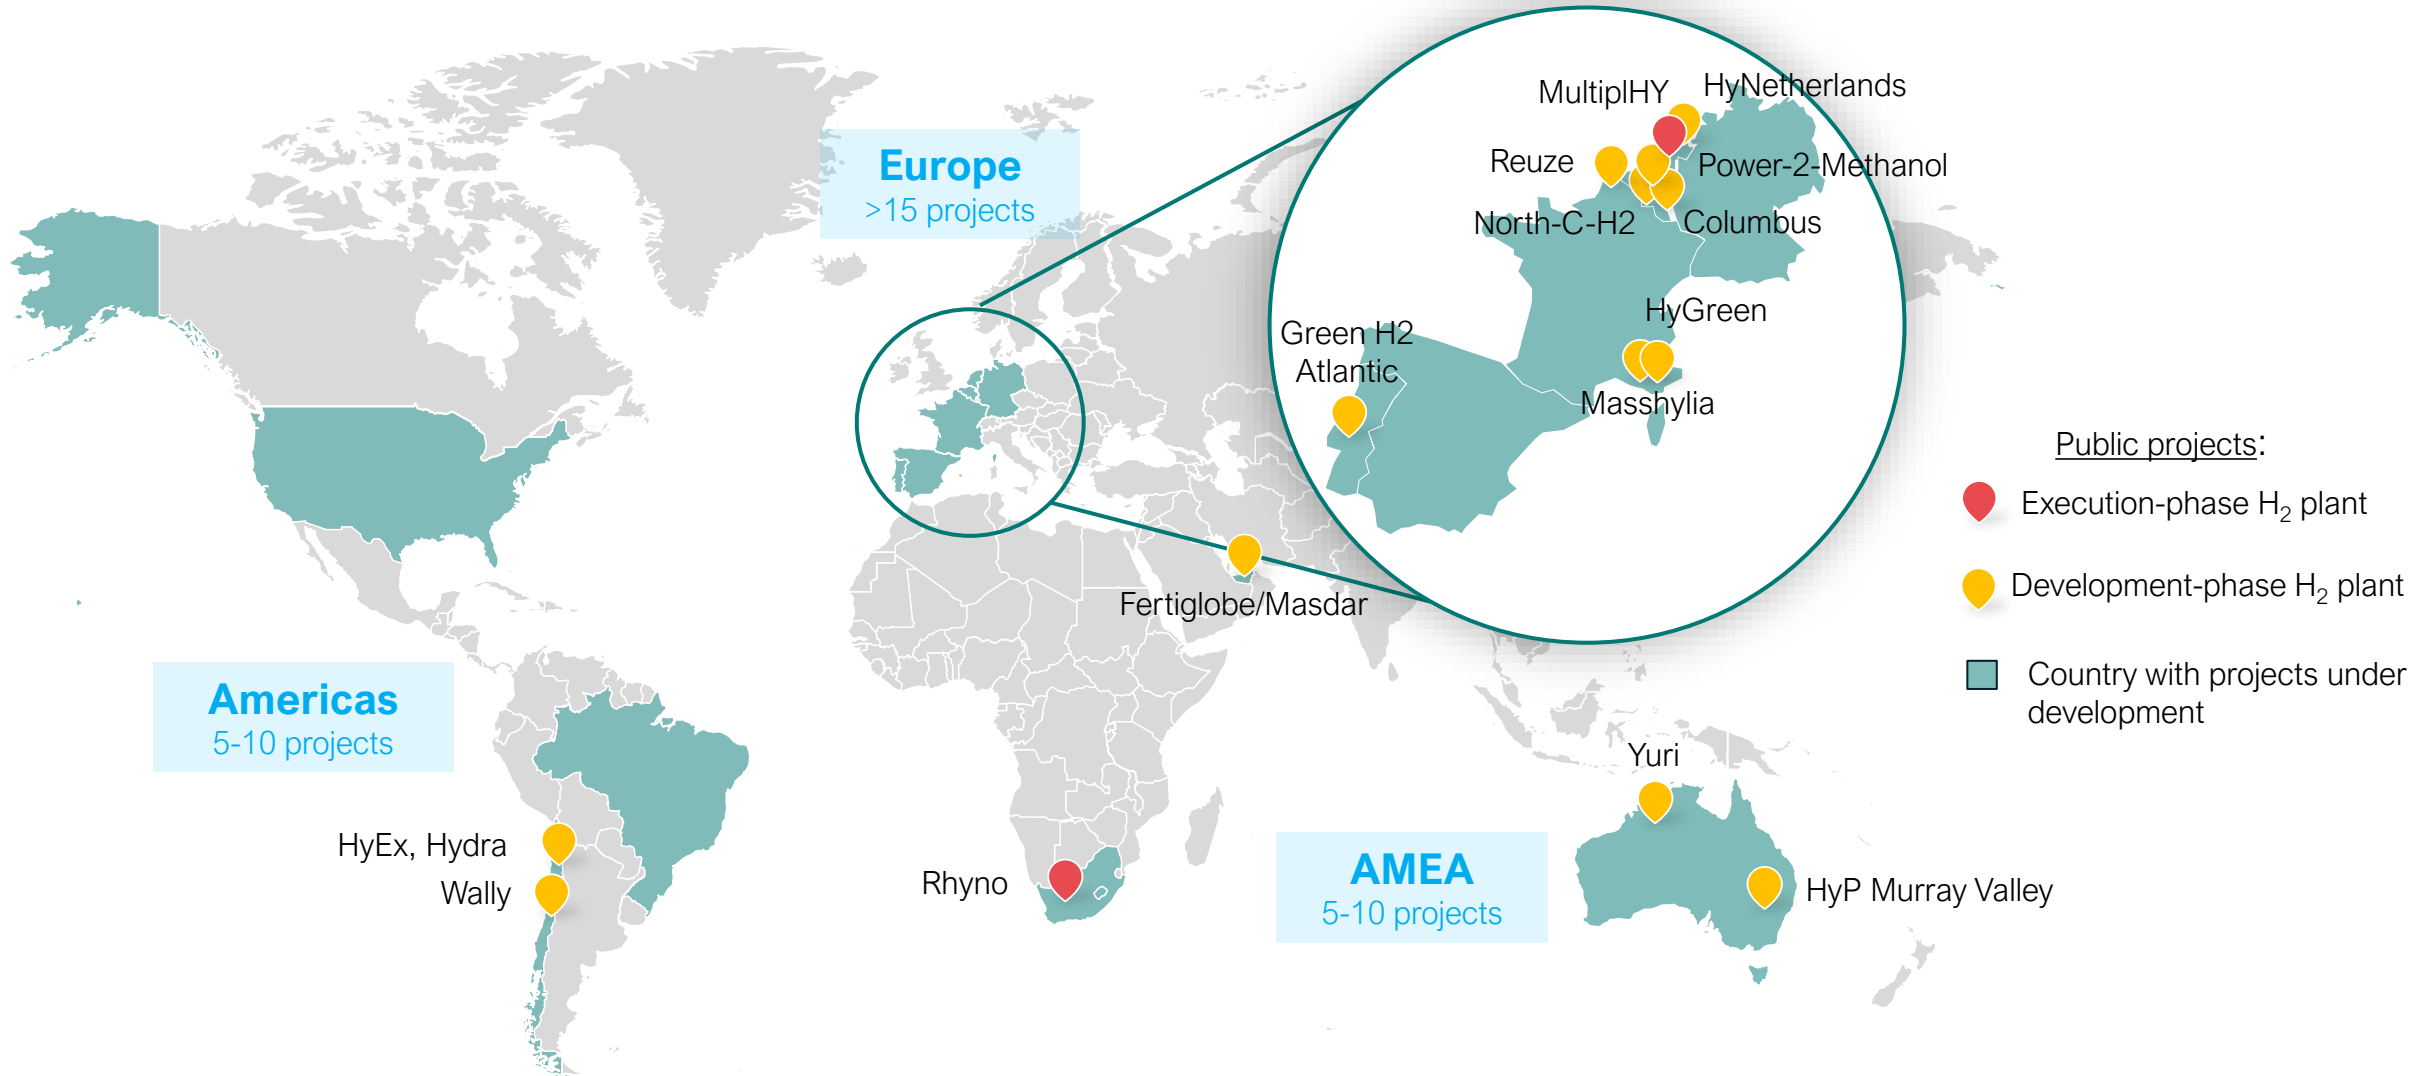 MultiplHY
HyNetherlands
Europe
>15 projects
Reuze
Power-2-Methanol
North-C-H2
Columbus
HyGreen
Green H2
Atlantic
Masshylia
Public projects:
Execution-phase H₂ plant
Development-phase H₂ plant
Fertiglobe/Masdar
Country with projects under
development
Americas
5-10 projects
Yuri
HyEx, Hydra
Wally
Rhyno
AMEA
5-10 projects
HyP Murray Valley